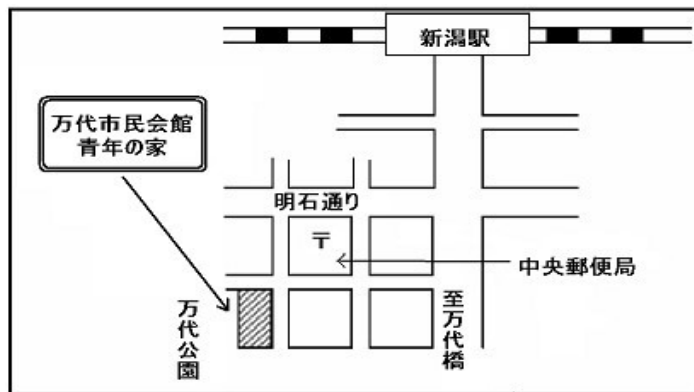 新潟駅
万代市民会館
青年の家
明石通り
〒
中央郵便局
至万代橋
万代公園